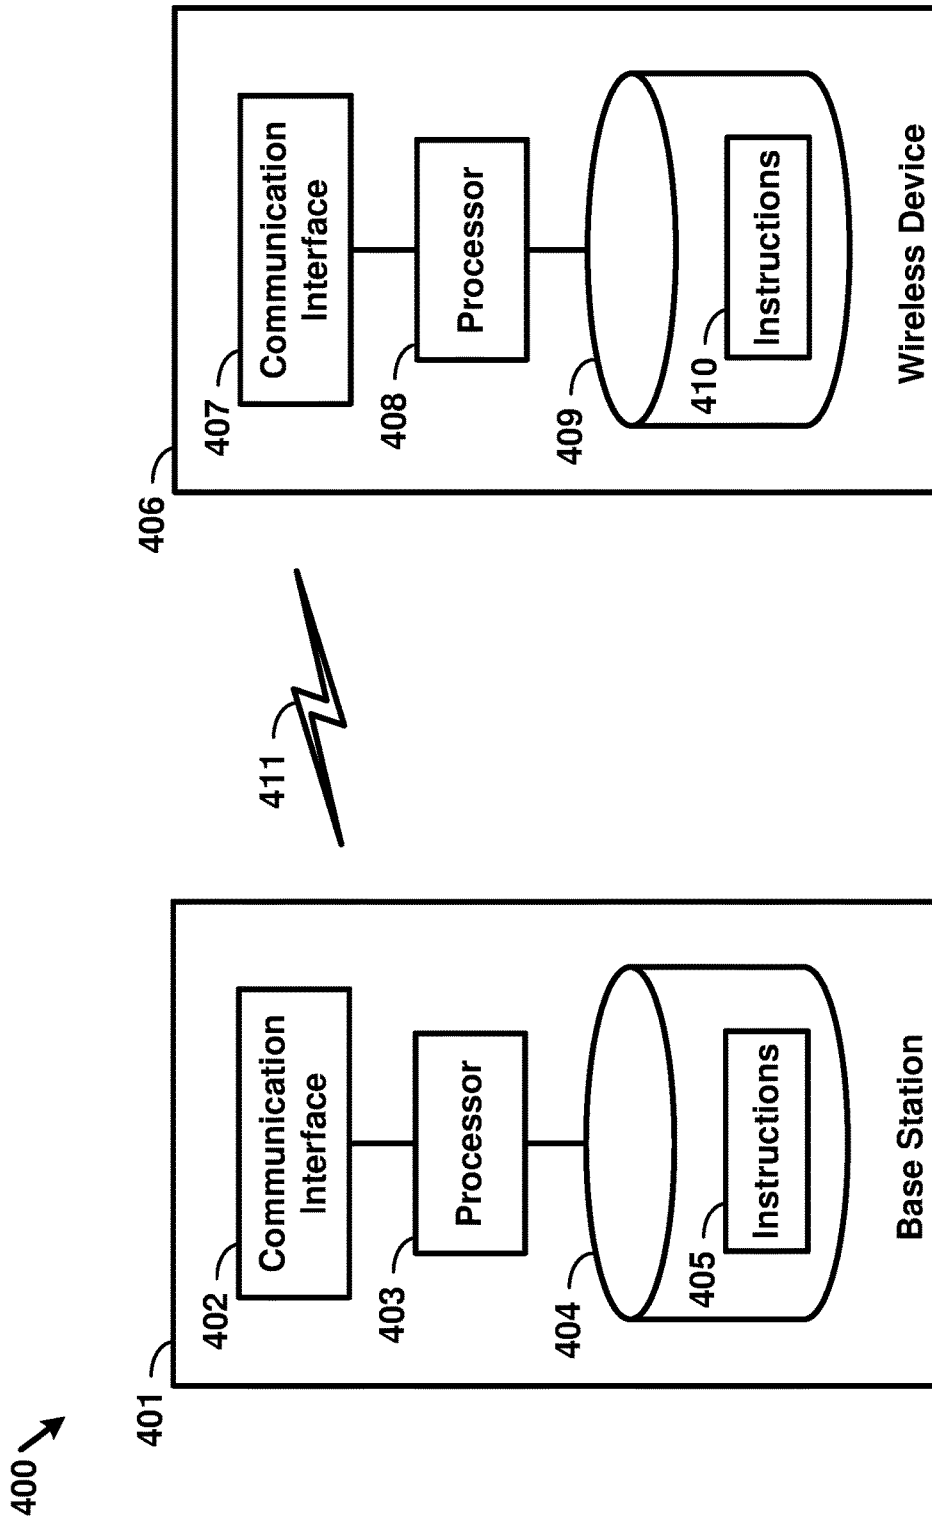 400
401
402
Communication
Interface
403
Processor
404
405
Instructions
Base Station
411
406
407
Communication
Interface
408
Processor
409
410
Instructions
Wireless Device